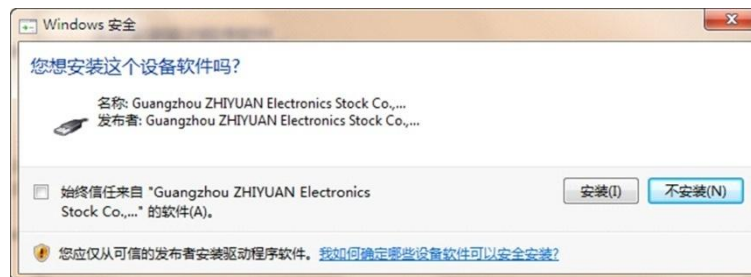 Windows 安全
您想安装这个设备软件吗?
名称: Guangzhou ZHIYUAN Electronics Stock Co.,...
发布者: Guangzhou ZHIYUAN Electronics Stock Co.,...
始终信任来自 "Guangzhou ZHIYUAN Electronics
Stock Co.,..." 的软件(A)。
安装(I)
不安装(N)
您应仅从可信的发布者安装驱动程序软件。我如何确定哪些设备软件可以安全安装?